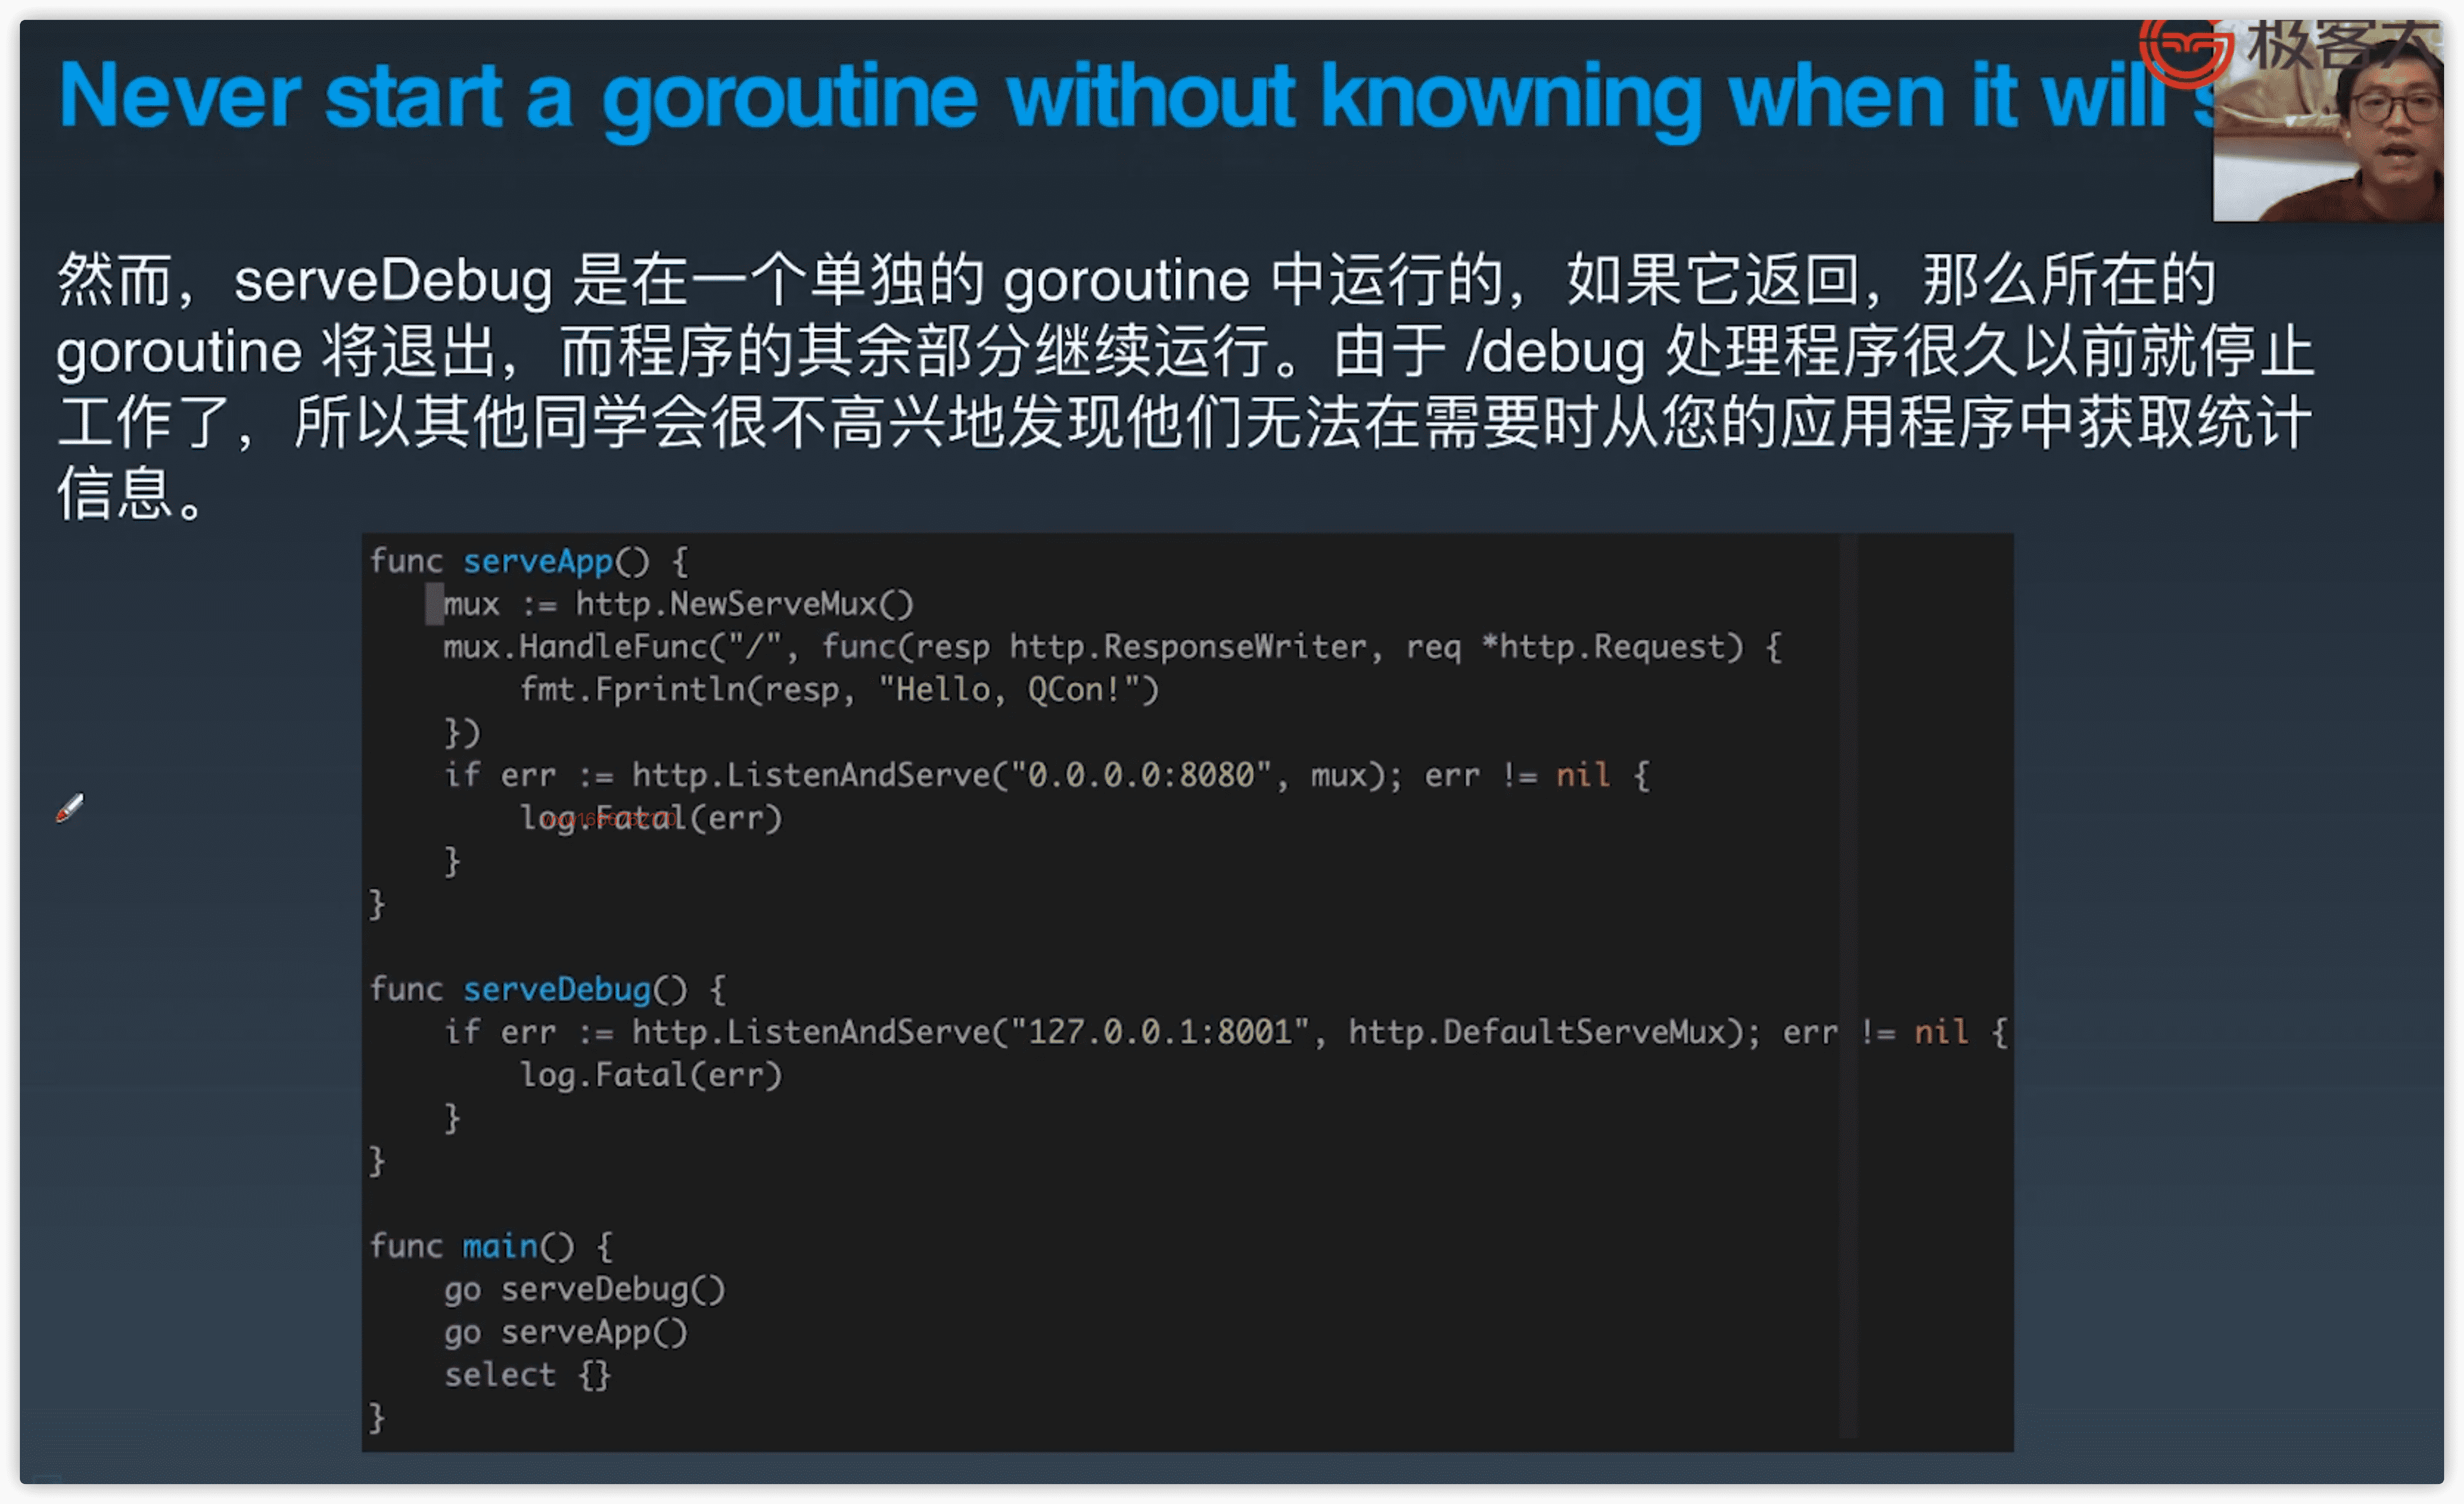 Never start a goroutine without knowning when it will s
极客大
然而，serveDebug 是在一个单独的 goroutine 中运行的，如果它返回，那么所在的
goroutine 将退出，而程序的其余部分继续运行。由于 /debug 处理程序很久以前就停止
工作了，所以其他同学会很不高兴地发现他们无法在需要时从您的应用程序中获取统计
信息。
func serveApp() {
    mux := http.NewServeMux()
    mux.HandleFunc("/", func(resp http.ResponseWriter, req *http.Request) {
        fmt.Fprintln(resp, "Hello, QCon!")
    })
    if err := http.ListenAndServe("0.0.0.0:8080", mux); err != nil {
        log.Fatal(err)
    }
}
func serveDebug() {
    if err := http.ListenAndServe("127.0.0.1:8001", http.DefaultServeMux); err != nil {
        log.Fatal(err)
    }
}
func main() {
    go serveDebug()
    go serveApp()
    select {}
}